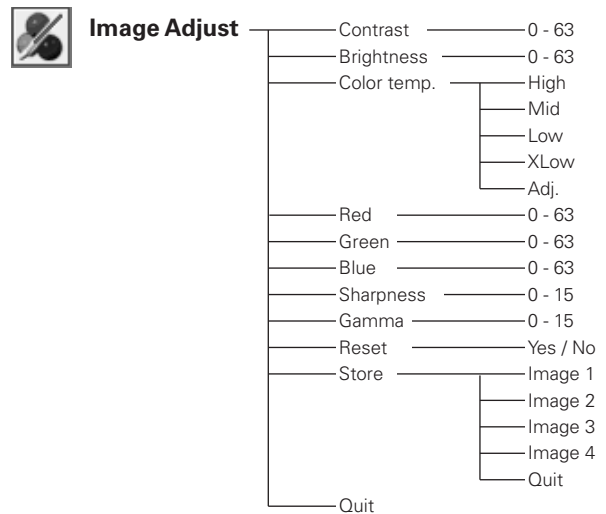 Image Adjust Contrast 0 - 63
Brightness 0 - 63
Color temp. High
Mid
Low
XLow
Adj.
Red 0 - 63
Green 0 - 63
Blue 0 - 63
Sharpness 0 - 15
Gamma 0 - 15
Reset Yes / No
Store Image 1
Image 2
Image 3
Image 4
Quit
Quit